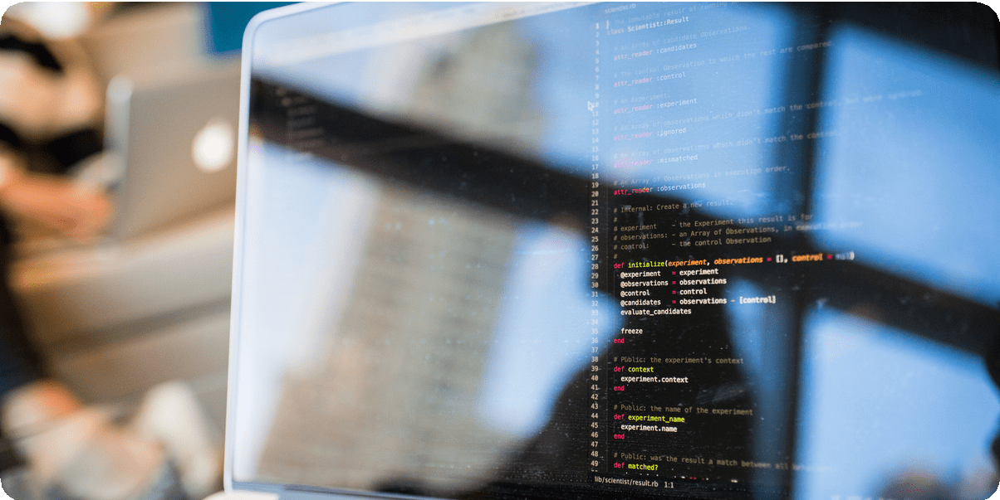 scientist.rb
1 # The immutable result of running
2 class Scientist::Result
3
4 # An Array of candidate Observations.
5 attr_reader :candidates
6
7 # The control Observation to which the rest are compared
8 attr_reader :control
9
10 # An Experiment.
11 attr_reader :experiment
12
13 # An Array of observations which didn't match the control, but were ignored.
14 attr_reader :ignored
15
16 # An Array of observations which didn't match the control
17 attr_reader :mismatched
18
19 # An Array of Observations in execution order.
20 attr_reader :observations
21
22 # Internal: Create a new result.
23 #
24 # experiment - the Experiment this result is for
25 # observations: - an Array of Observations, in execution order
26 # control: - the control Observation
27 #
28 def initialize(experiment, observations = [], control = nil)
29 @experiment = experiment
30 @observations = observations
31 @control = control
32 @candidates = observations - [control]
33 evaluate_candidates
34
35 freeze
36 end
37
38 # Public: the experiment's context
39 def context
40 experiment.context
41 end
42
43 # Public: the name of the experiment
44 def experiment_name
45 experiment.name
46 end
47
48 # Public: was the result a match between all
49 def matched?
lib/scientist/result.rb 1:1